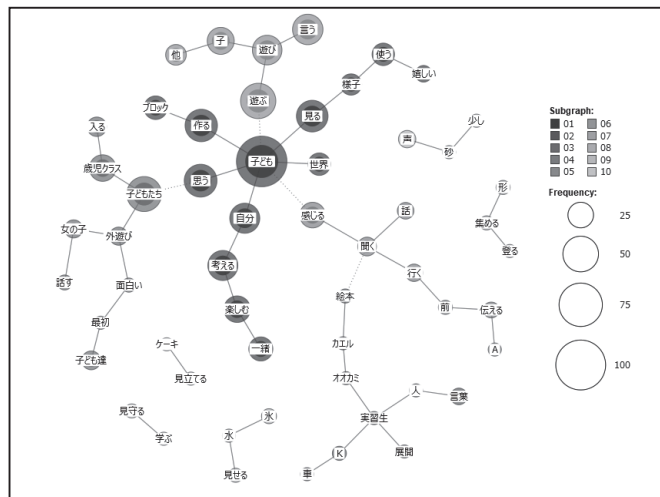 言う
子
他
遊び
使う
嬉しい
様子
ブロック
遊ぶ
見る
作る
入る
歳児クラス
子ども
世界
思う
子どもたち
自分
感じる
女の子
外遊び
話
聞く
話す
面白い
考える
行く
絵本
楽しむ
前
伝える
最初
子ども達
ケーキ
一緒
カエル
A
見立てる
オオカミ
人
言葉
見守る
学ぶ
氷
水
実習生
見せる
K
展開
車
少し
声
砂
形
集める
登る
Subgraph:
01 06
02 07
03 08
04 09
05 10
Frequency:
25
50
75
100